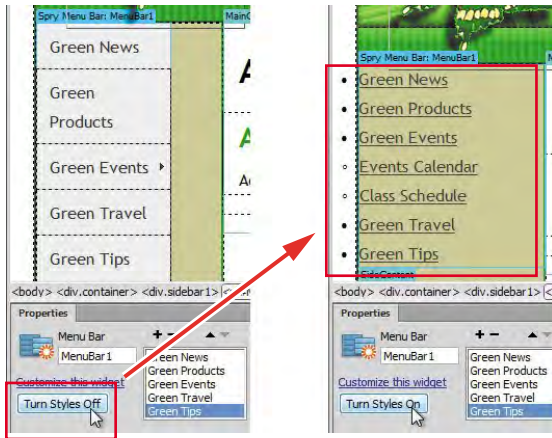 Spry Menu Bar: MenuBar1
Green News
Green
Products
Green Events
Green Travel
Green Tips
A
A
<body> <div.container> <div.sidebar1>
Properties
Menu Bar
MenuBar1
Customize this widget
Turn Styles Off
Green News
Green Products
Green Events
Green Travel
Green Tips
Spry Menu Bar: MenuBar1
Green News
Green Products
Green Events
Events Calendar
Class Schedule
Green Travel
Green Tips
SideContent
<body> <div.container> <div.sidebar1>
Properties
Menu Bar
MenuBar1
Customize this widget
Turn Styles On
Green News
Green Products
Green Events
Green Travel
Green Tips